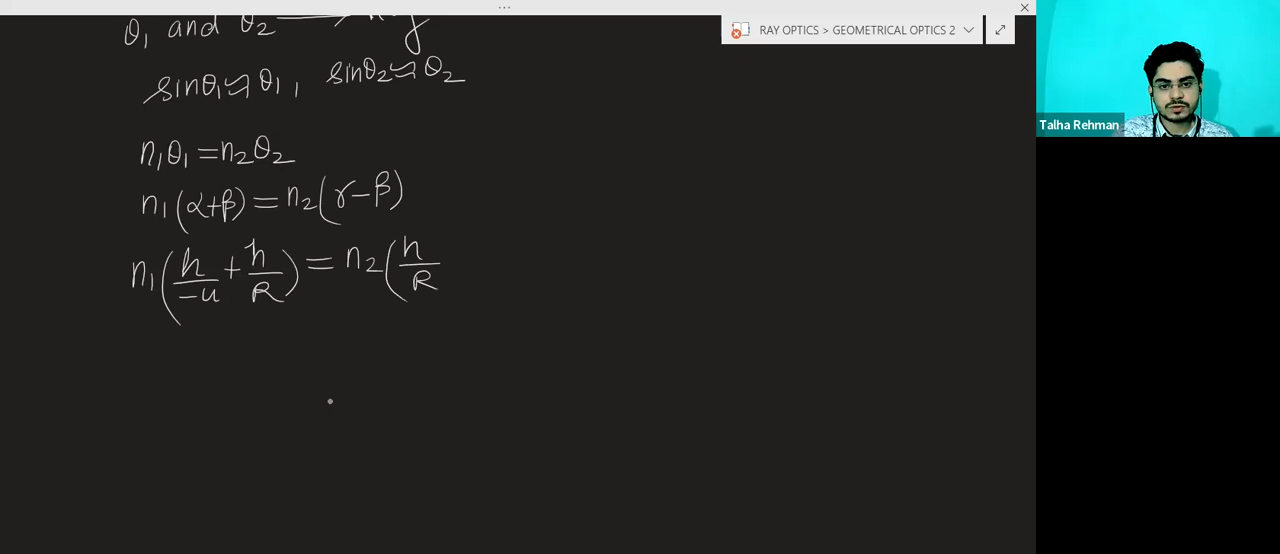 RAY OPTICS > GEOMETRICAL OPTICS 2
θ₁ and θ₂ ⟶
sinθ₁ ≈ θ₁, sinθ₂ ≈ θ₂
n₁θ₁ = n₂θ₂
n₁(α+β) = n₂(γ−β)
n₁(h/−u + h/R) = n₂(h/R
Talha Rehman